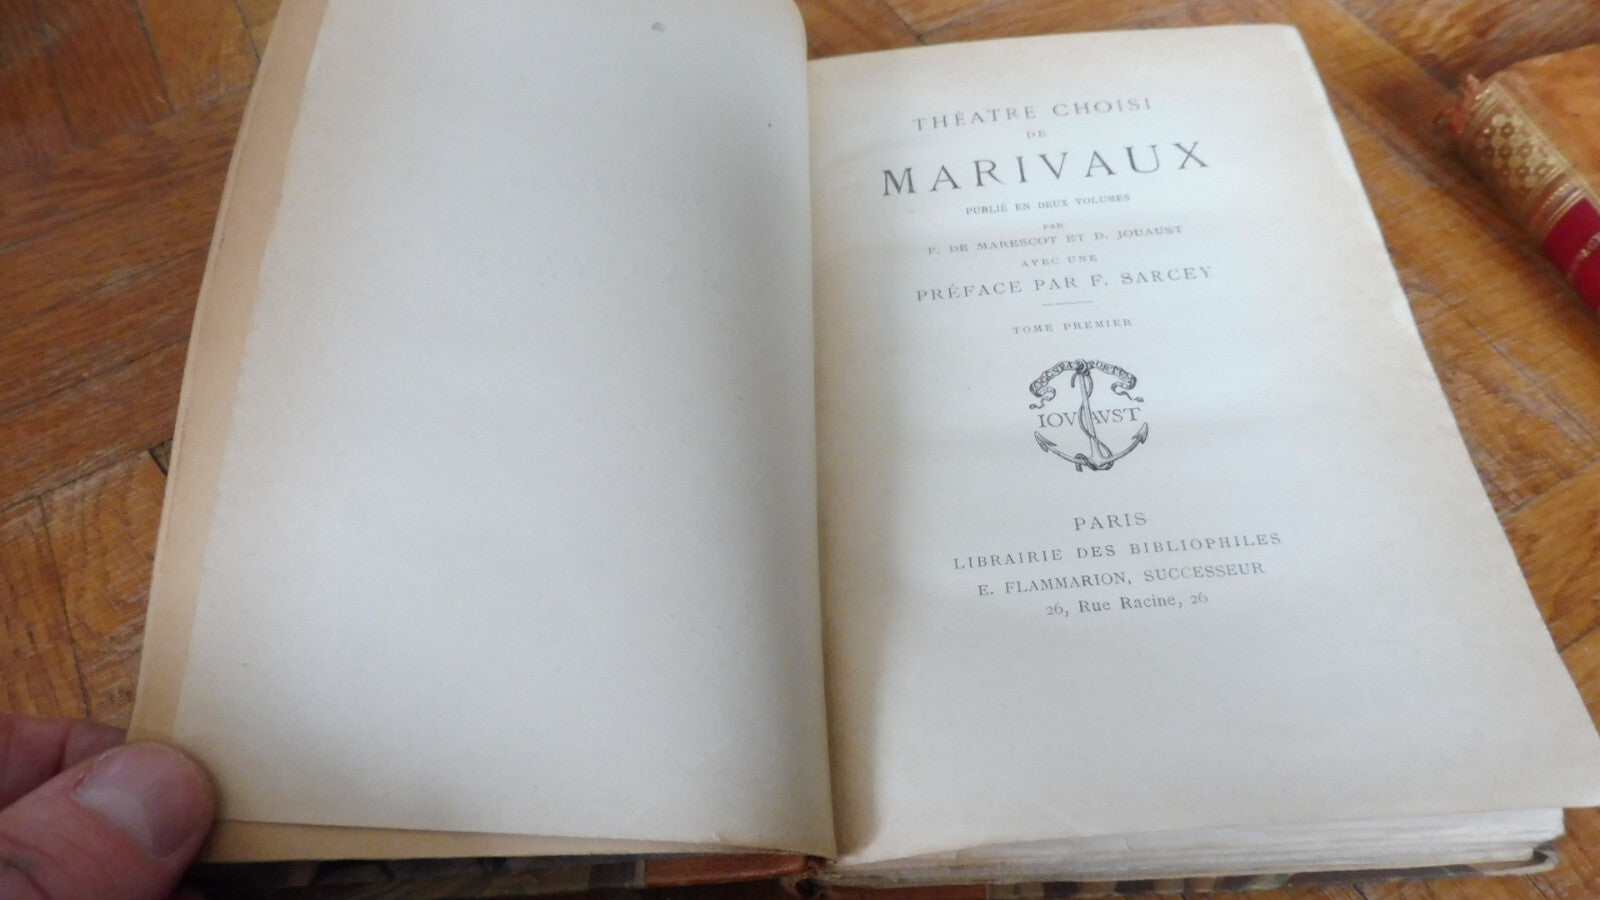 THÉATRE CHOISI
DE
MARIVAUX
PUBLIÉ EN DEUX VOLUMES
PAR
P. DE MARESCOT ET D. JOUAUST
AVEC UNE
PRÉFACE PAR F. SARCEY
TOME PREMIER
IOVAVST
PARIS
LIBRAIRIE DES BIBLIOPHILES
E. FLAMMARION, SUCCESSEUR
26, Rue Racine, 26